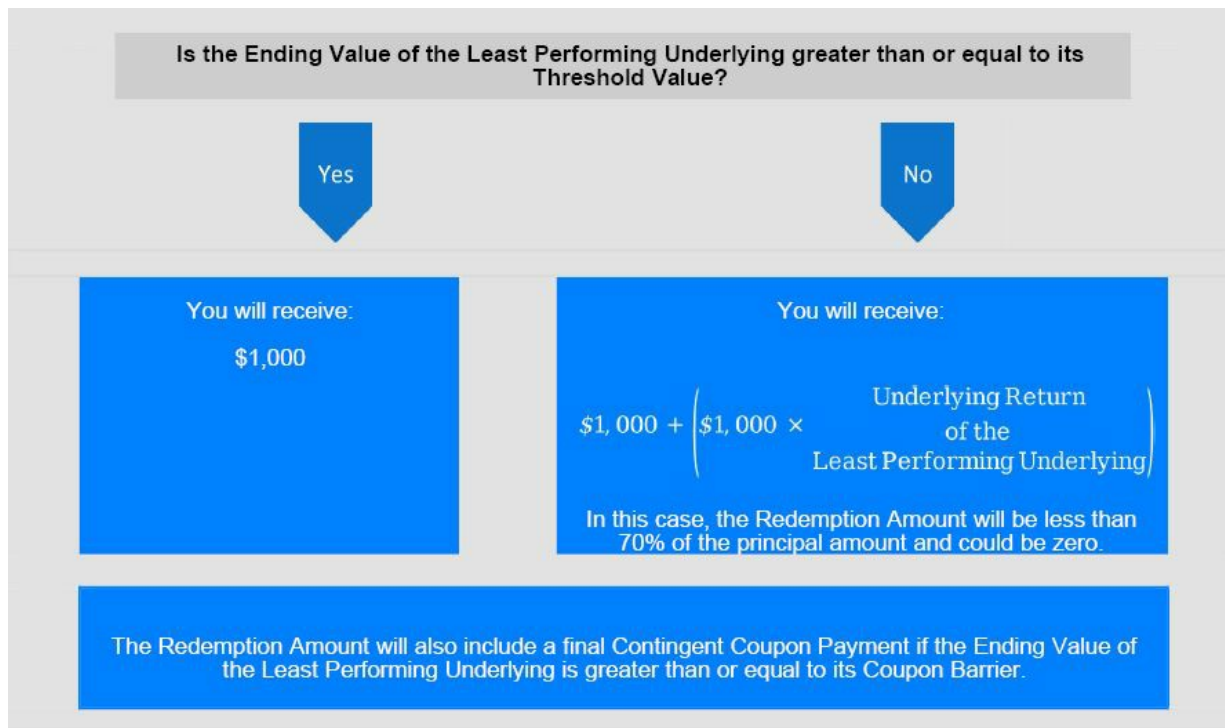 Is the Ending Value of the Least Performing Underlying greater than or equal to its
Threshold Value?
Yes
No
You will receive:
$1,000
You will receive:
$1,000 + ($1,000 × Underlying Return
of the
Least Performing Underlying)
In this case, the Redemption Amount will be less than
70% of the principal amount and could be zero.
The Redemption Amount will also include a final Contingent Coupon Payment if the Ending Value of
the Least Performing Underlying is greater than or equal to its Coupon Barrier.